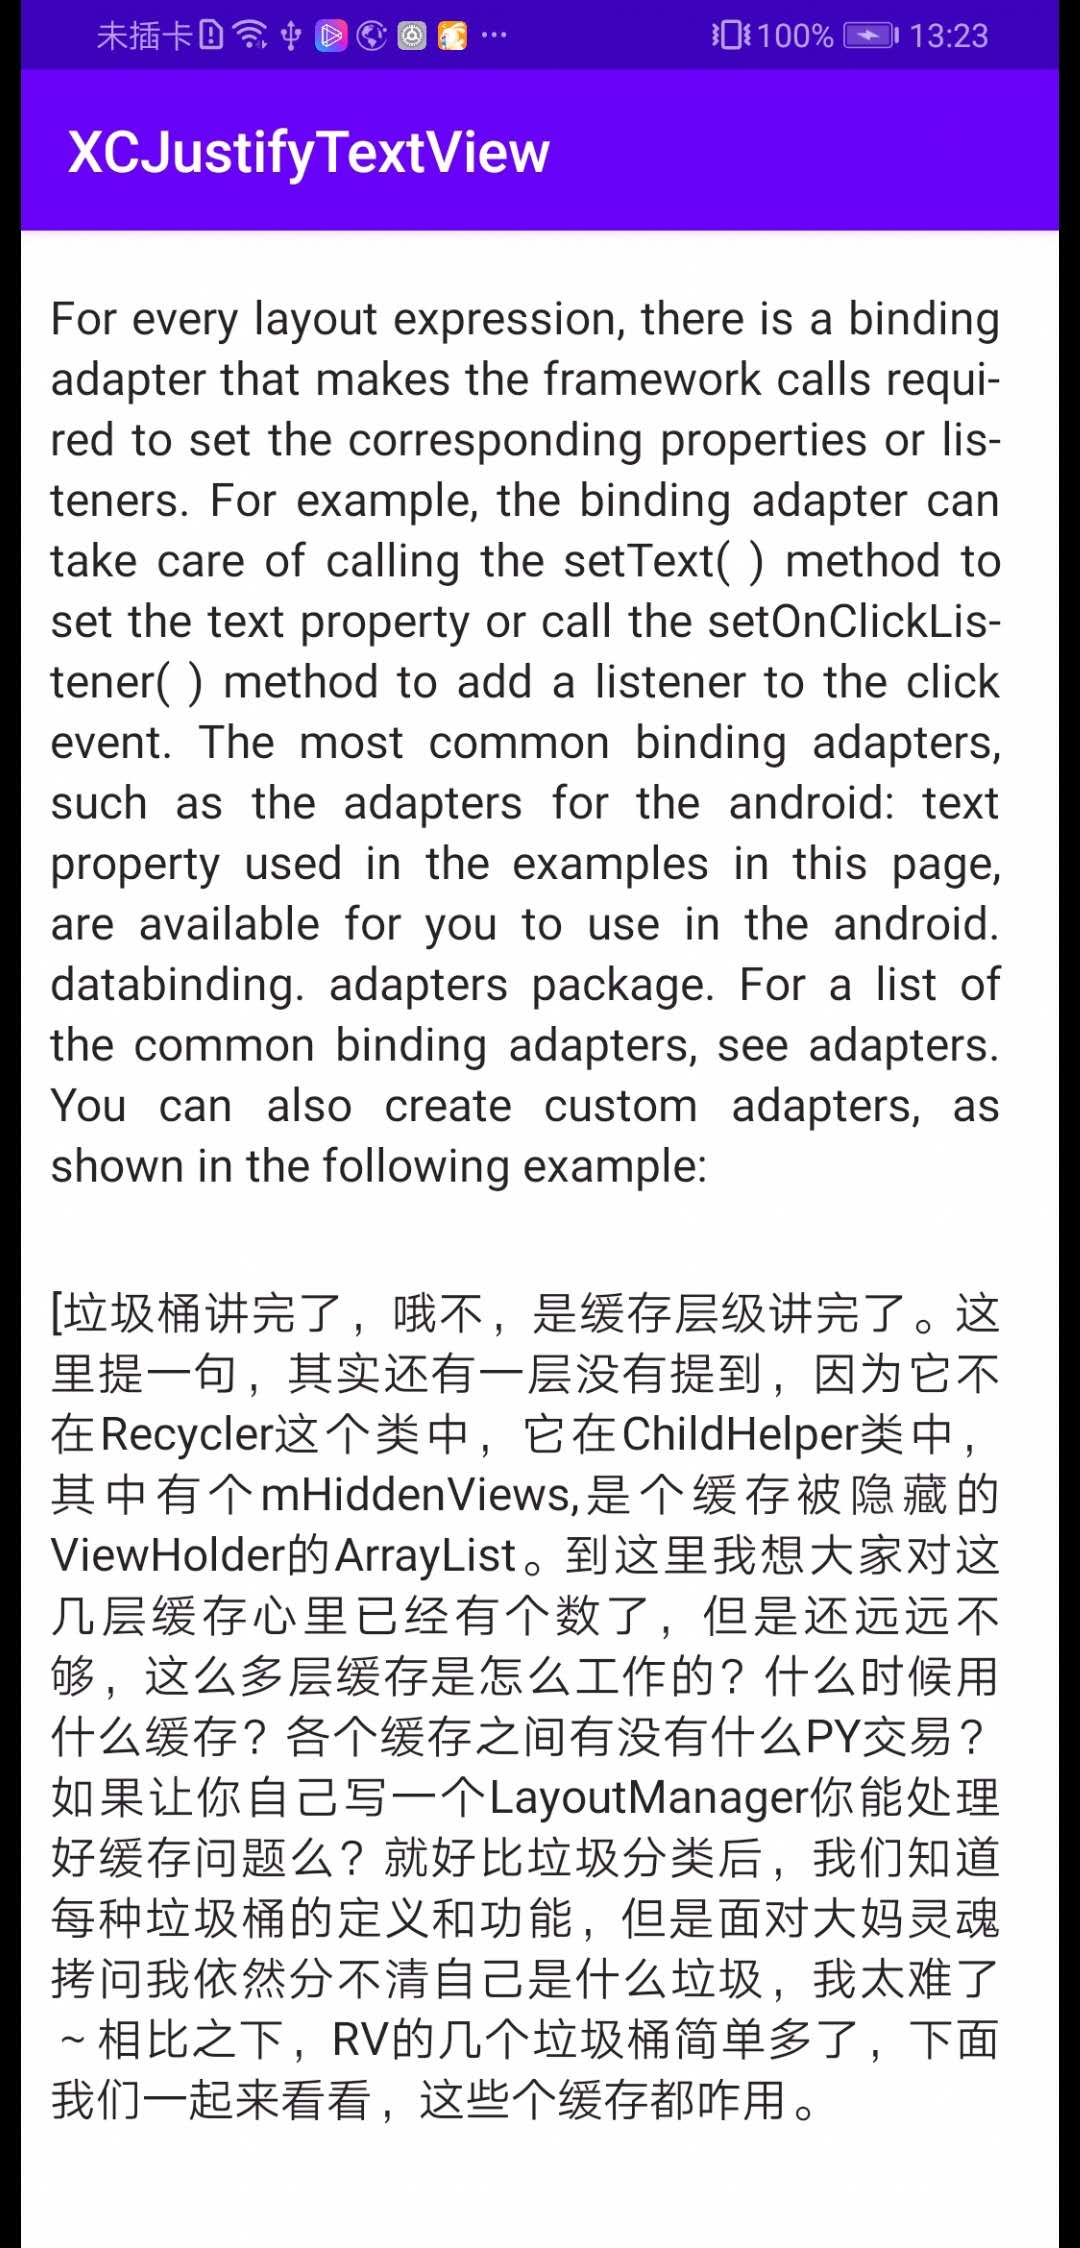 未插卡 100% 13:23
XCJustifyTextView
For every layout expression, there is a binding
adapter that makes the framework calls requi-
red to set the corresponding properties or lis-
teners. For example, the binding adapter can
take care of calling the setText( ) method to
set the text property or call the setOnClickLis-
tener( ) method to add a listener to the click
event. The most common binding adapters,
such as the adapters for the android: text
property used in the examples in this page,
are available for you to use in the android.
databinding. adapters package. For a list of
the common binding adapters, see adapters.
You can also create custom adapters, as
shown in the following example:
[垃圾桶讲完了，哦不，是缓存层级讲完了。这
里提一句，其实还有一层没有提到，因为它不
在Recycler这个类中，它在ChildHelper类中，
其中有个mHiddenViews,是个缓存被隐藏的
ViewHolder的ArrayList。到这里我想大家对这
几层缓存心里已经有个数了，但是还远远不
够，这么多层缓存是怎么工作的？什么时候用
什么缓存？各个缓存之间有没有什么PY交易？
如果让你自己写一个LayoutManager你能处理
好缓存问题么？就好比垃圾分类后，我们知道
每种垃圾桶的定义和功能，但是面对大妈灵魂
拷问我依然分不清自己是什么垃圾，我太难了
~相比之下，RV的几个垃圾桶简单多了，下面
我们一起来看看，这些个缓存都咋用。